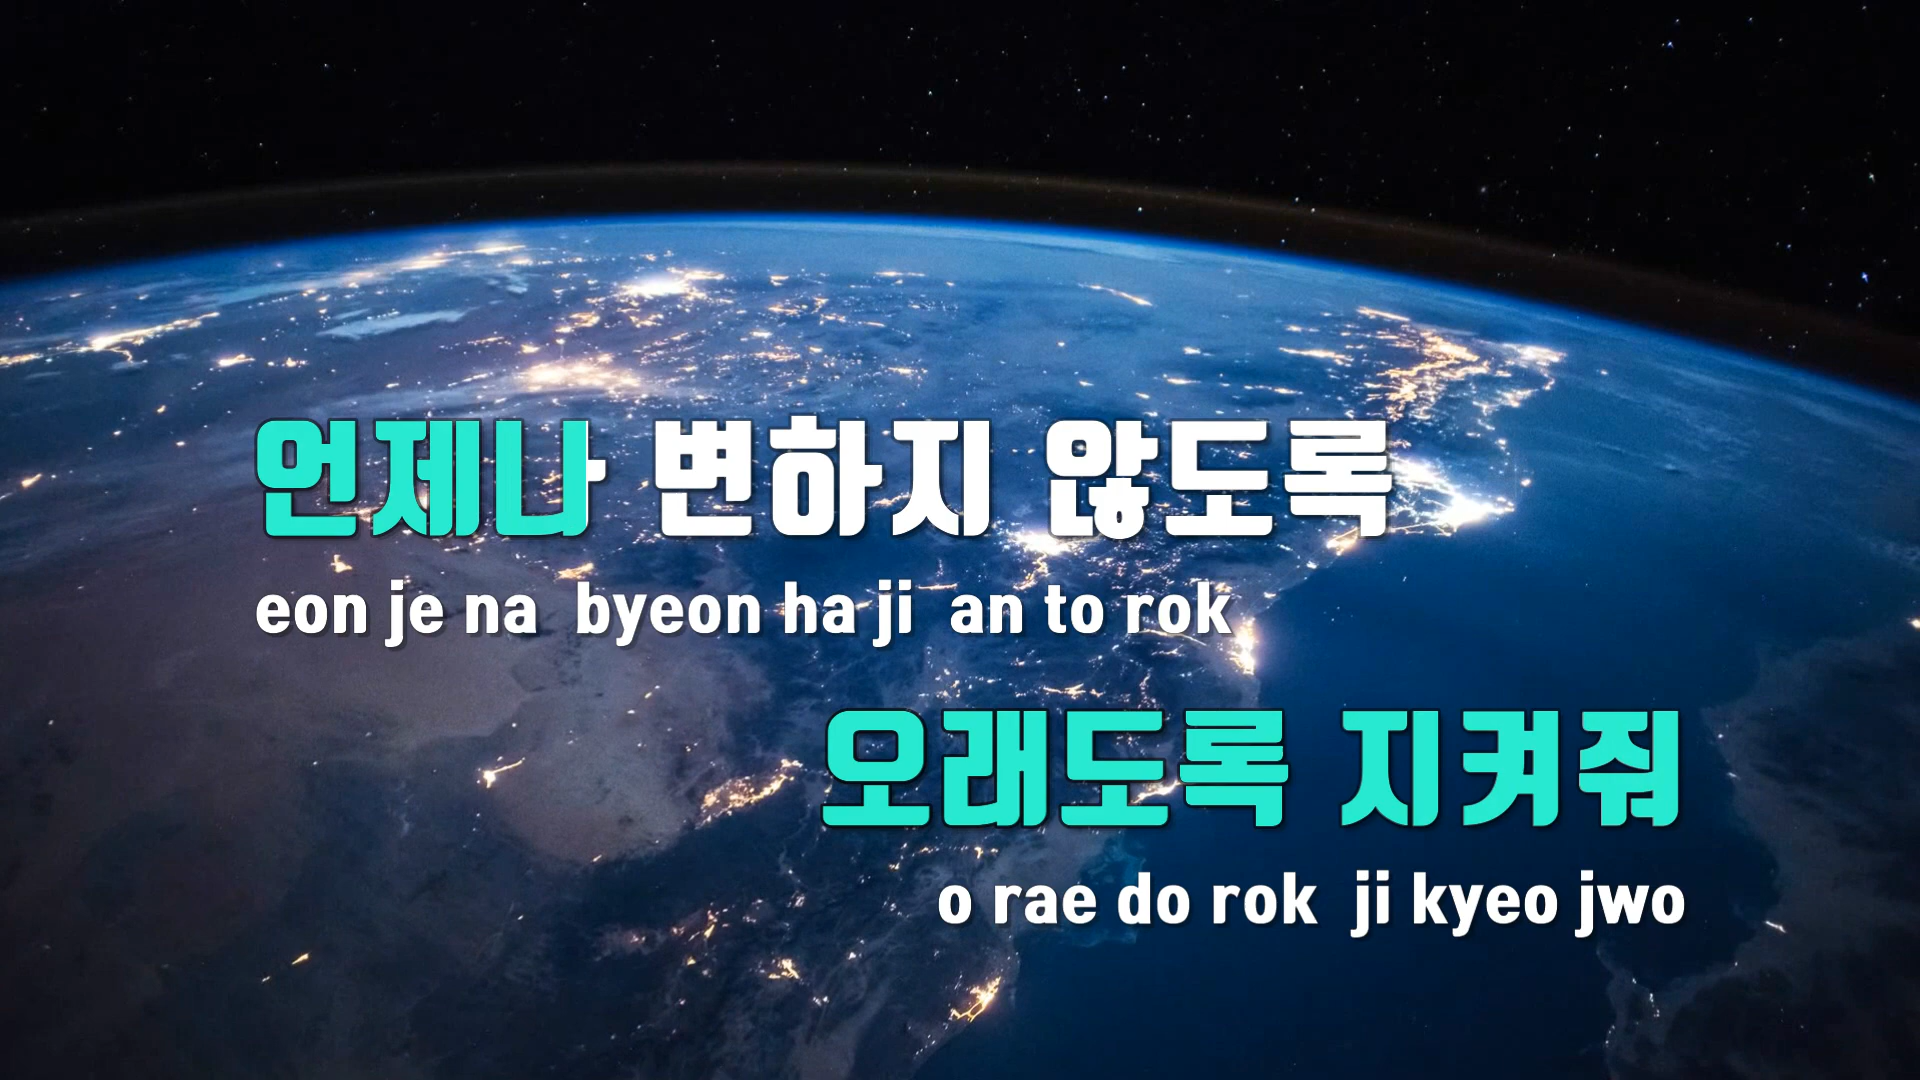 언제나 변하지 않도록
eon je na byeon ha ji an to rok
오래도록 지켜줘
o rae do rok ji kyeo jwo